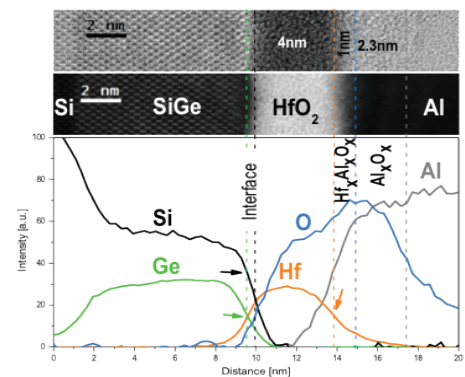 2 nm
4nm
1nm
2.3nm
Si
2 nm
SiGe
HfO2
Al
100
80
60
40
20
0
Intensity [a.u.]
Si
Ge
Interface
O
Hf
HfxAlxOx
AlxOx
Al
0 2 4 6 8 10 12 14 16 18 20
Distance [nm]